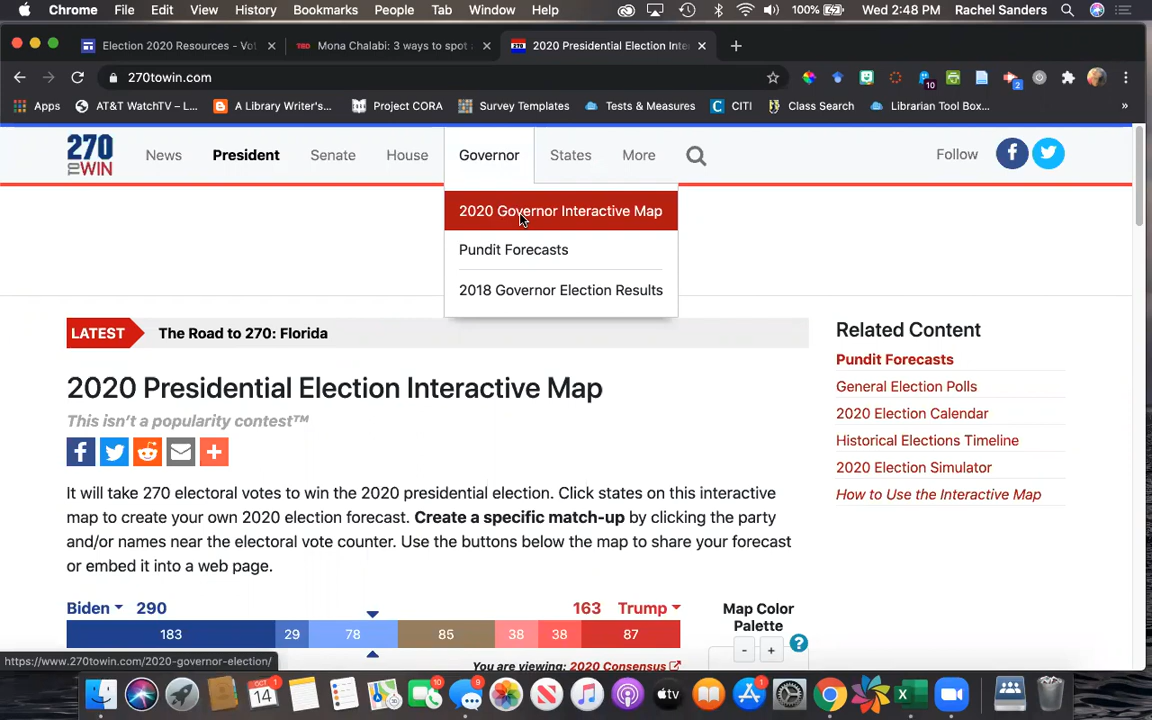 Chrome File Edit View History Bookmarks People Tab Window Help 100% Wed 2:48 PM Rachel Sanders
Election 2020 Resources - Vot Mona Chalabi: 3 ways to spot 2020 Presidential Election Inte
270towin.com
Apps AT&T WatchTV – L... A Library Writer's... Project CORA Survey Templates Tests & Measures CITI Class Search Librarian Tool Box... »
270 TO WIN News President Senate House Governor States More Follow
2020 Governor Interactive Map
Pundit Forecasts
2018 Governor Election Results
LATEST The Road to 270: Florida
2020 Presidential Election Interactive Map
This isn't a popularity contest™
It will take 270 electoral votes to win the 2020 presidential election. Click states on this interactive
map to create your own 2020 election forecast. Create a specific match-up by clicking the party
and/or names near the electoral vote counter. Use the buttons below the map to share your forecast
or embed it into a web page.
Related Content
Pundit Forecasts
General Election Polls
2020 Election Calendar
Historical Elections Timeline
2020 Election Simulator
How to Use the Interactive Map
Biden 290 163 Trump
183 29 78 85 38 38 87
Map Color
Palette
- + ?
You are viewing: 2020 Consensus
https://www.270towin.com/2020-governor-election/